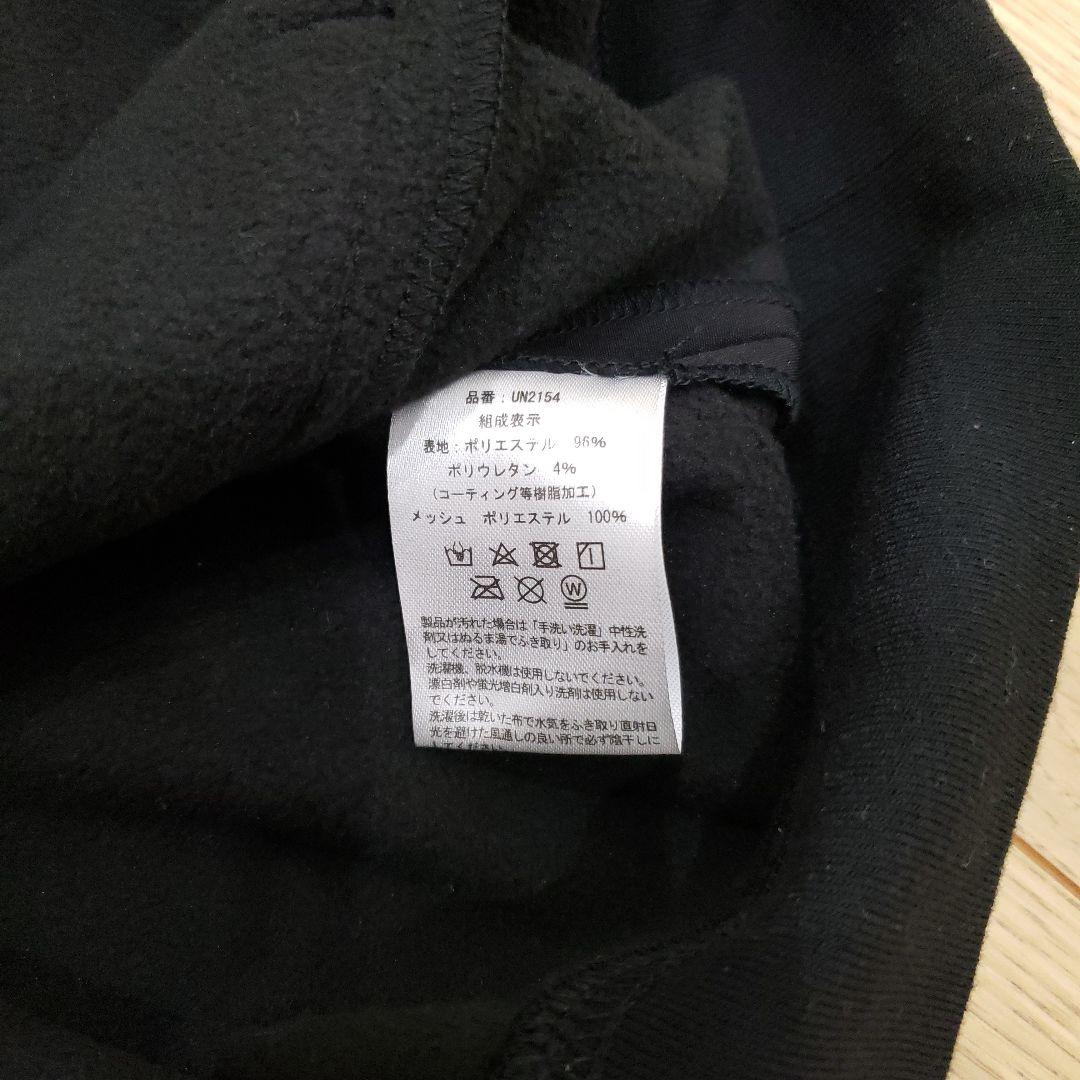 品番：UN2154
組成表示
表地：ポリエステル 96%
ポリウレタン 4%
（コーティング等樹脂加工）
メッシュ ポリエステル 100%
W
製品が汚れた場合は「手洗い洗濯」中性洗
剤又はぬるま湯でふき取り」のお手入れを
してください。
洗濯機、脱水機は使用しないでください。
漂白剤や蛍光増白剤入り洗剤は使用しない
でください。
洗濯後は乾いた布で水気をふき取り直射日
光を避けた風通しの良い所で必ず陰干しに
してください